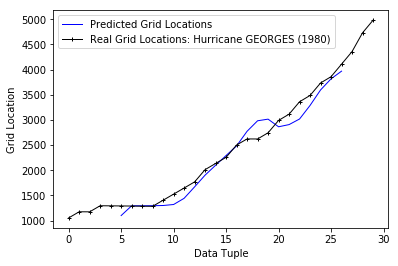 Predicted Grid Locations
Real Grid Locations: Hurricane GEORGES (1980)
5000
4500
4000
3500
3000
2500
2000
1500
1000
Grid Location
0 5 10 15 20 25 30
Data Tuple